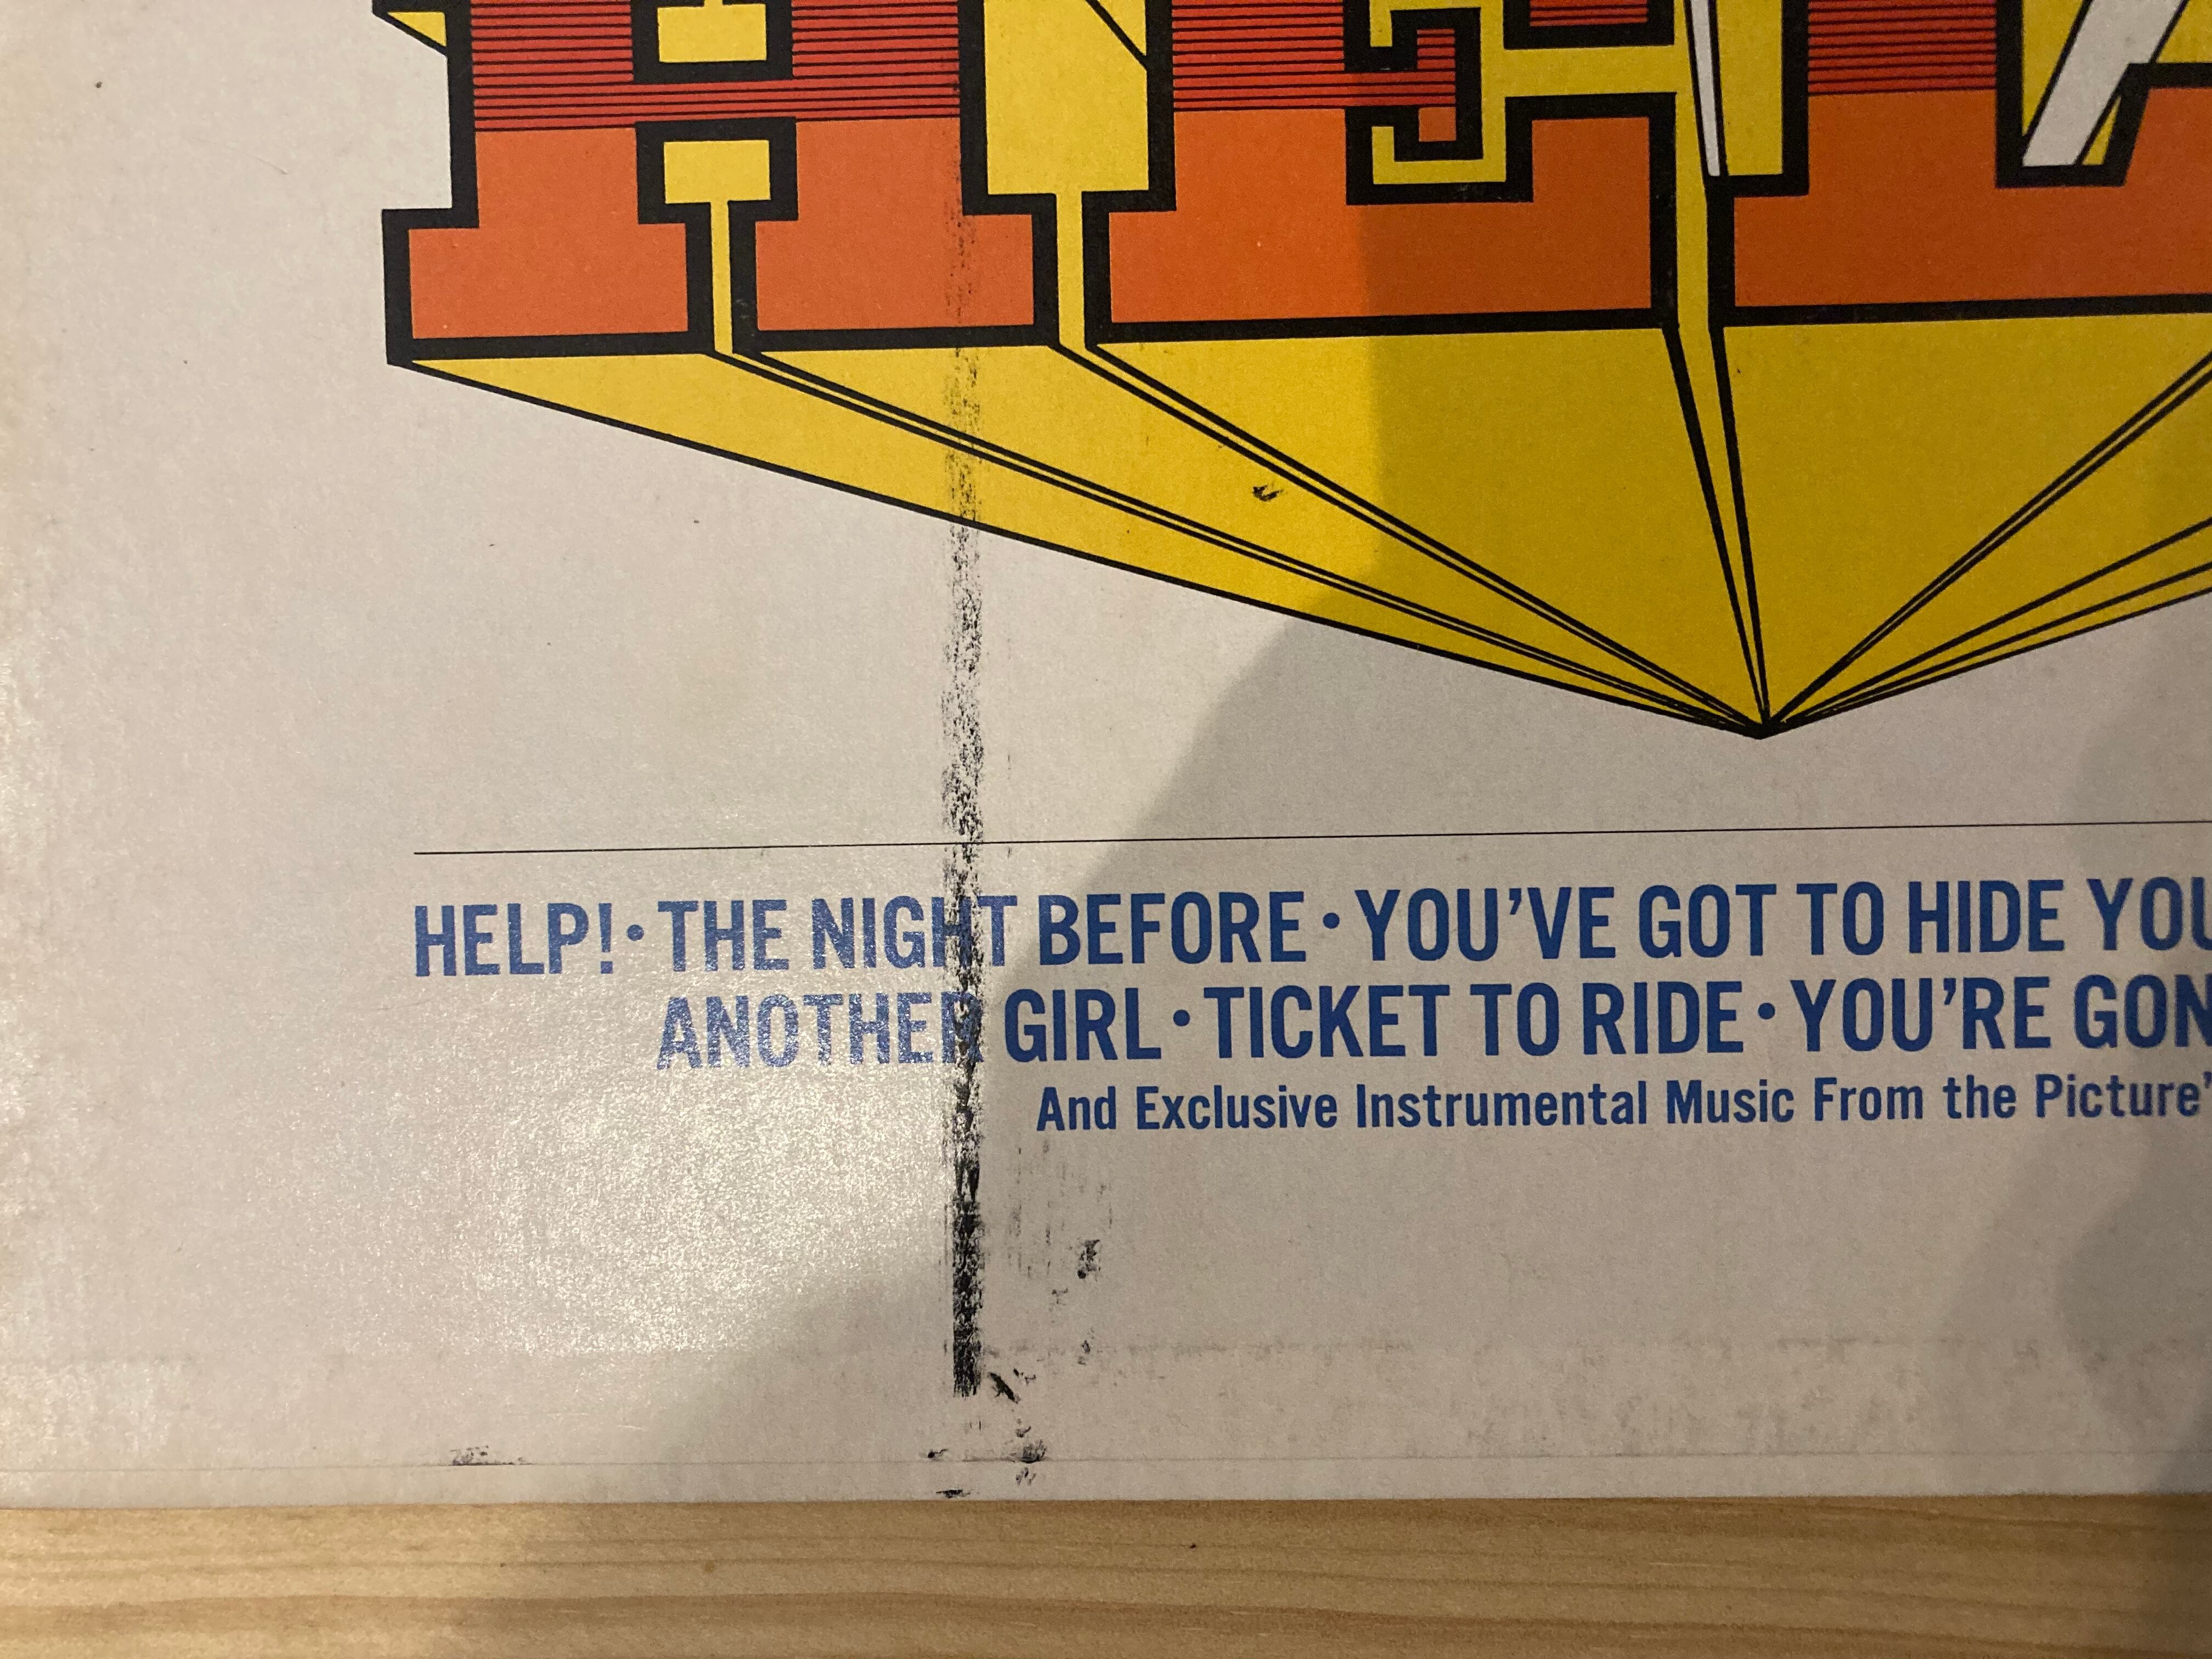 HELP! • THE NIGHT BEFORE • YOU'VE GOT TO HIDE YOU
ANOTHER GIRL • TICKET TO RIDE • YOU'RE GON
And Exclusive Instrumental Music From the Picture'